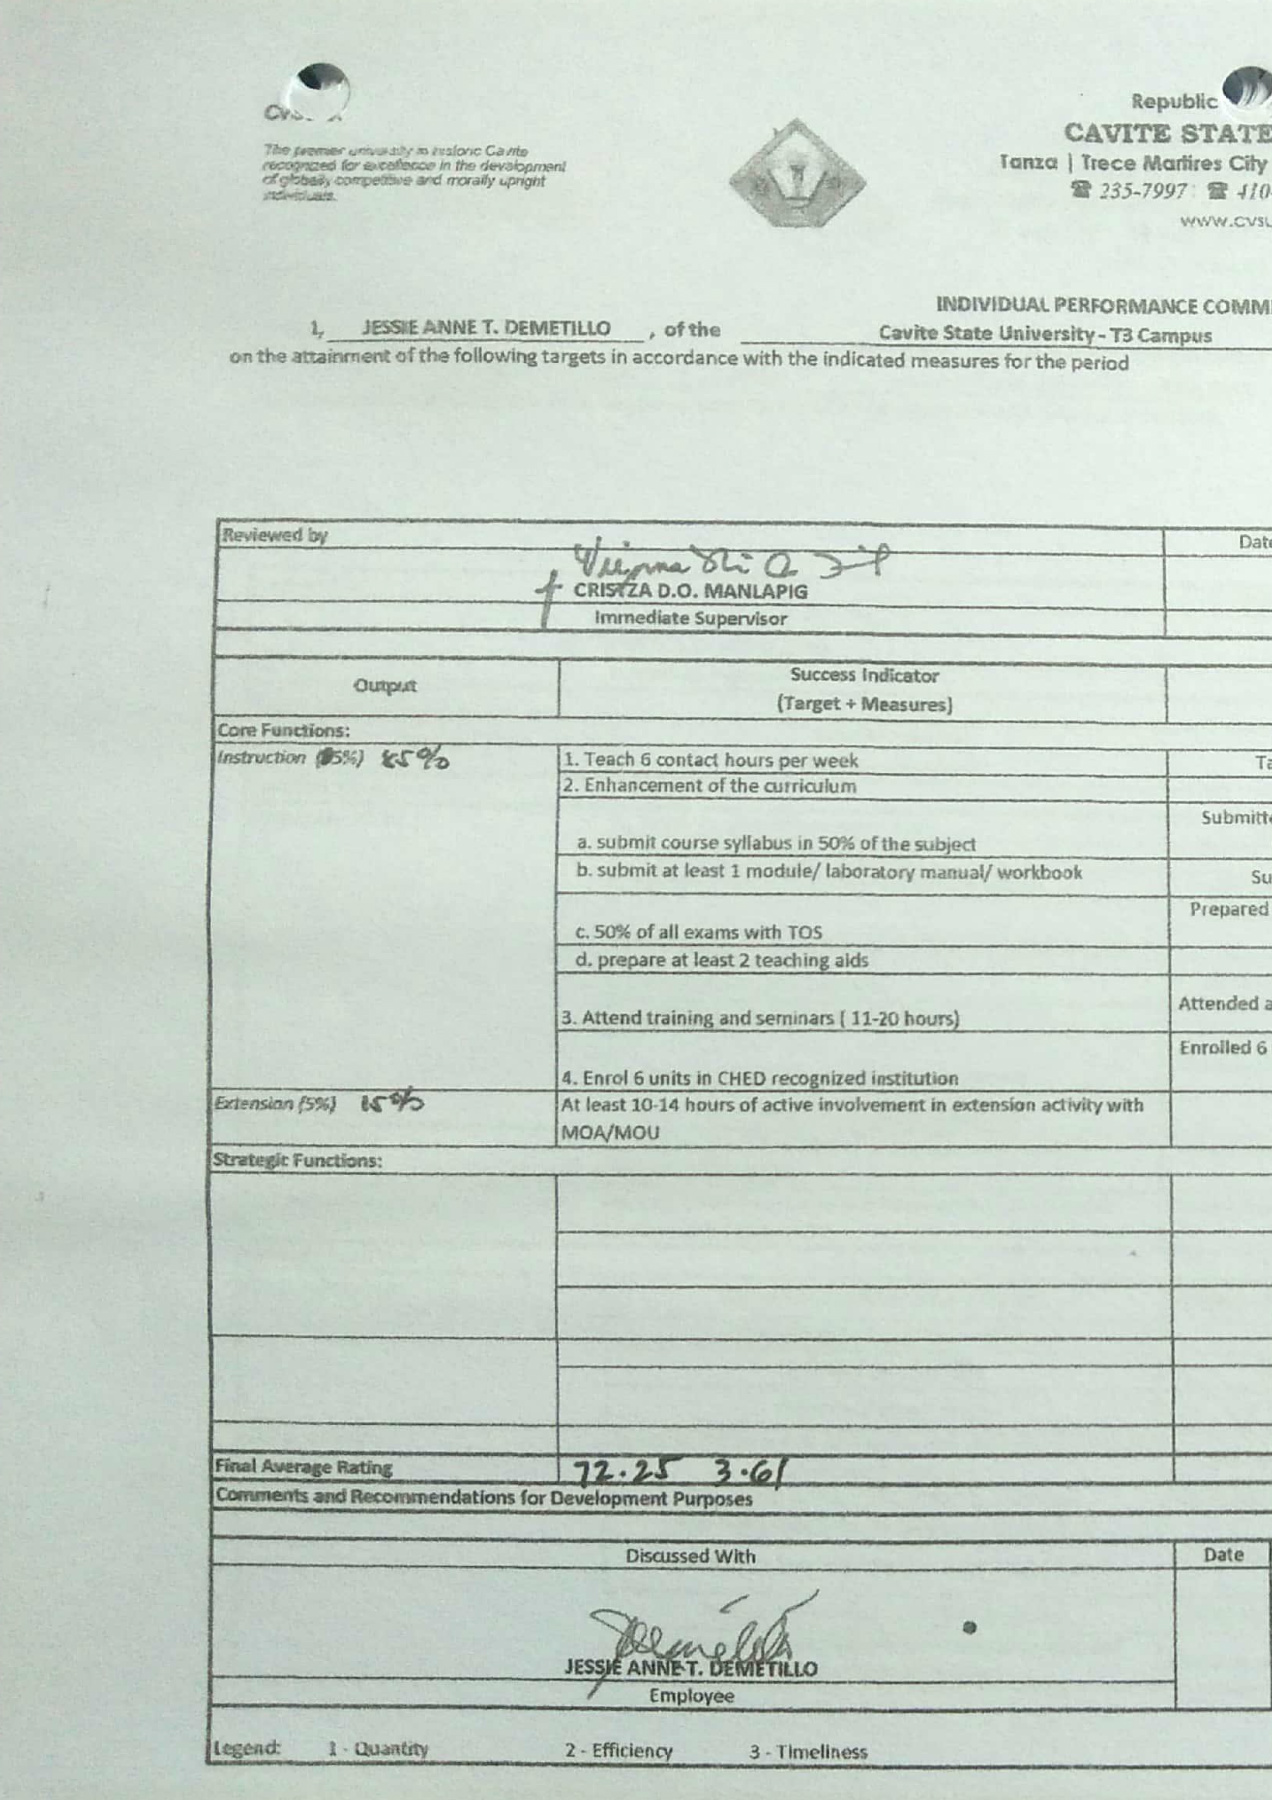 Republic
CAVITE STATE
Tanza | Trece Martires City
☎ 235-7997 ☎ 410-
www.cvsu
The premier university in historic Cavite
recognized for excellence in the development
of globally competitive and morally upright
individuals.
INDIVIDUAL PERFORMANCE COMM
I, JESSIE ANNE T. DEMETILLO , of the Cavite State University - T3 Campus
on the attainment of the following targets in accordance with the indicated measures for the period
Reviewed by Date
CRISTZA D.O. MANLAPIG
Immediate Supervisor
Output Success Indicator
(Target + Measures)
Core Functions:
Instruction ( 5%) 85% 1. Teach 6 contact hours per week Ta
2. Enhancement of the curriculum
Submitte
a. submit course syllabus in 50% of the subject
b. submit at least 1 module/ laboratory manual/ workbook Su
Prepared
c. 50% of all exams with TOS
d. prepare at least 2 teaching aids
Attended a
3. Attend training and seminars ( 11-20 hours)
Enrolled 6
4. Enrol 6 units in CHED recognized institution
Extension (5%) 15% At least 10-14 hours of active involvement in extension activity with
MOA/MOU
Strategic Functions:
Final Average Rating 72.25 3.61
Comments and Recommendations for Development Purposes
Discussed With Date
Demetillo
JESSIE ANNE T. DEMETILLO
Employee
Legend: 1 - Quantity 2 - Efficiency 3 - Timeliness